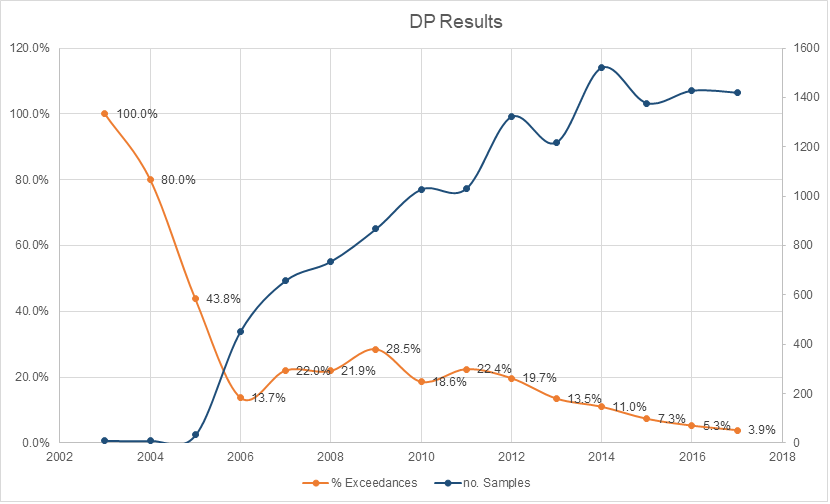 DP Results
120.0% 1600
1400
100.0% 100.0%
1200
80.0% 80.0%
1000
60.0% 800
43.8% 600
40.0%
28.5% 400
20.0% 13.7% 22.0% 21.9% 18.6% 22.4% 19.7% 13.5% 11.0% 7.3% 5.3% 3.9% 200
0.0% 0
2002 2004 2006 2008 2010 2012 2014 2016 2018
% Exceedances no. Samples